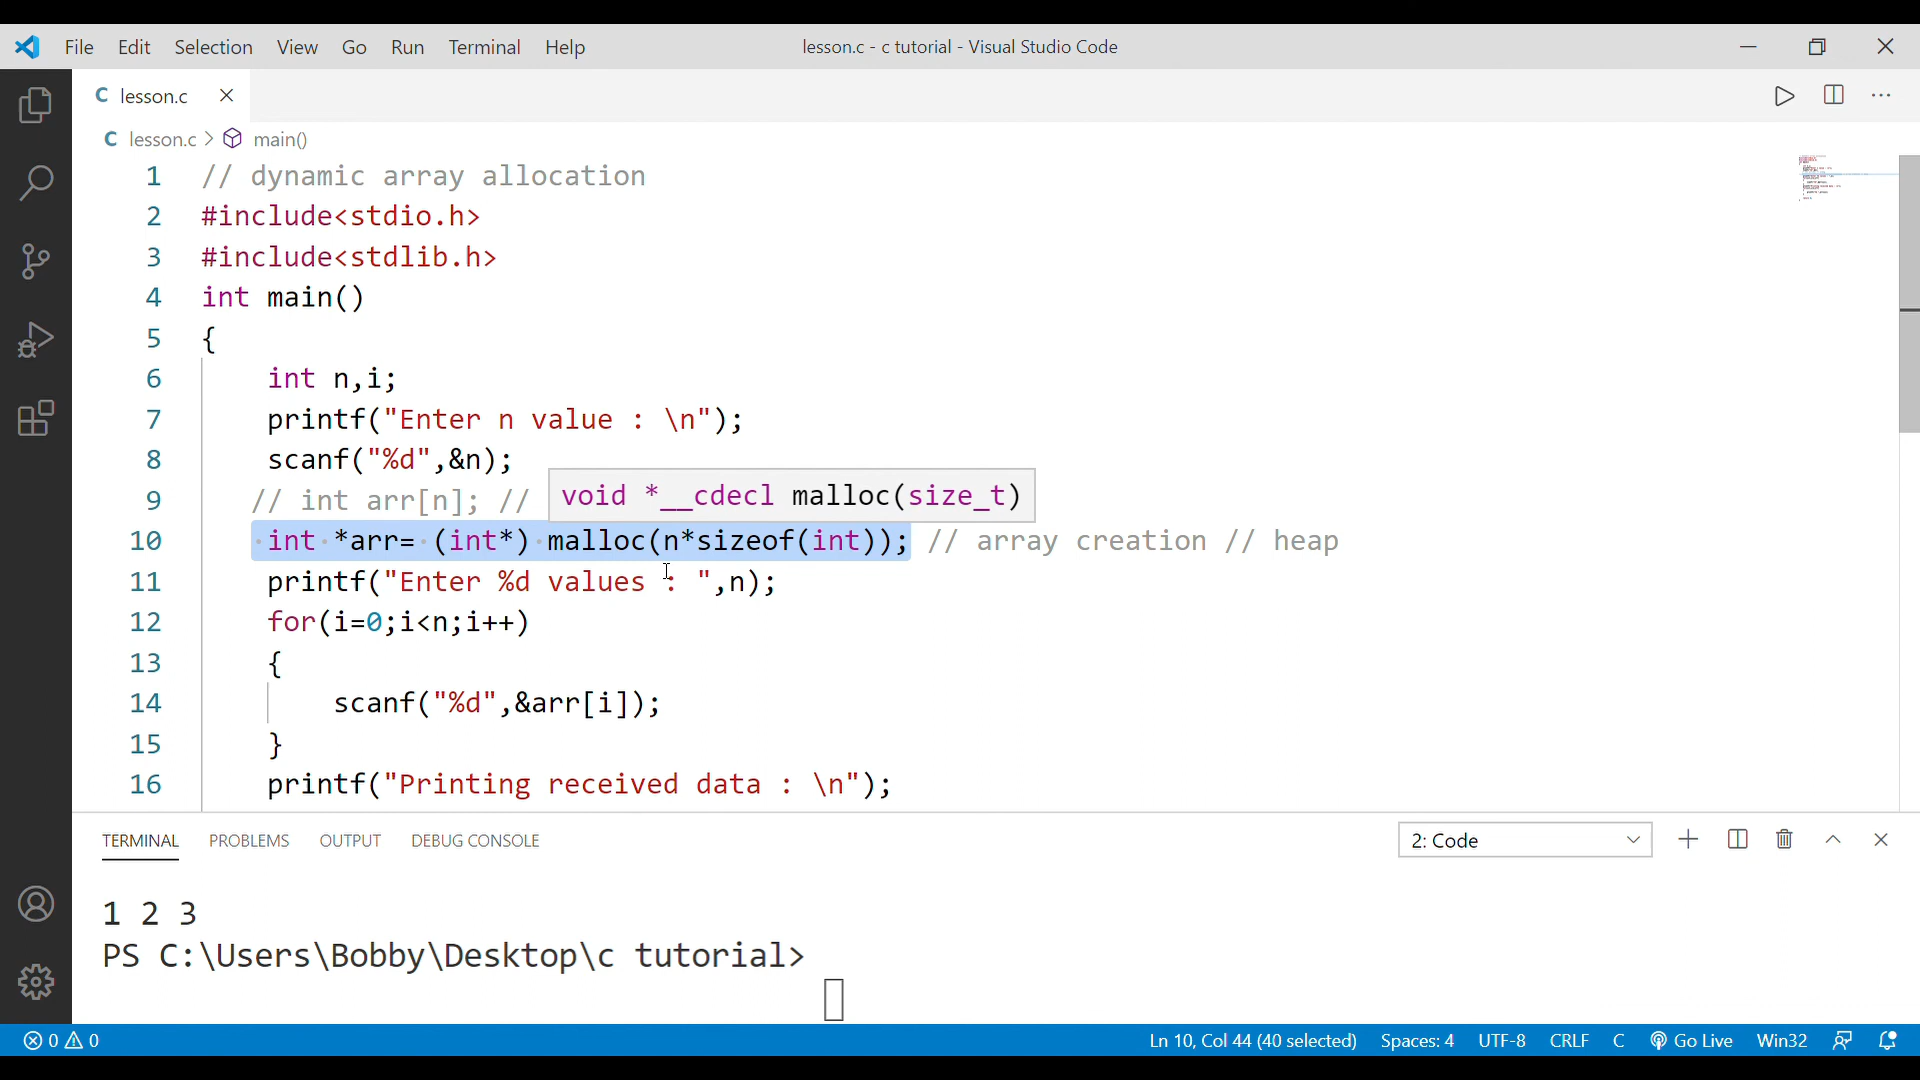 File Edit Selection View Go Run Terminal Help lesson.c - c tutorial - Visual Studio Code
C lesson.c
C lesson.c > main()
1 // dynamic array allocation
2 #include<stdio.h>
3 #include<stdlib.h>
4 int main()
5 {
6 int n,i;
7 printf("Enter n value : \n");
8 scanf("%d",&n);
9 // int arr[n]; //
void *__cdecl malloc(size_t)
10 int *arr= (int*) malloc(n*sizeof(int)); // array creation // heap
11 printf("Enter %d values : ",n);
12 for(i=0;i<n;i++)
13 {
14 scanf("%d",&arr[i]);
15 }
16 printf("Printing received data : \n");
TERMINAL PROBLEMS OUTPUT DEBUG CONSOLE 2: Code
1 2 3
PS C:\Users\Bobby\Desktop\c tutorial>
0 0 Ln 10, Col 44 (40 selected) Spaces: 4 UTF-8 CRLF C Go Live Win32